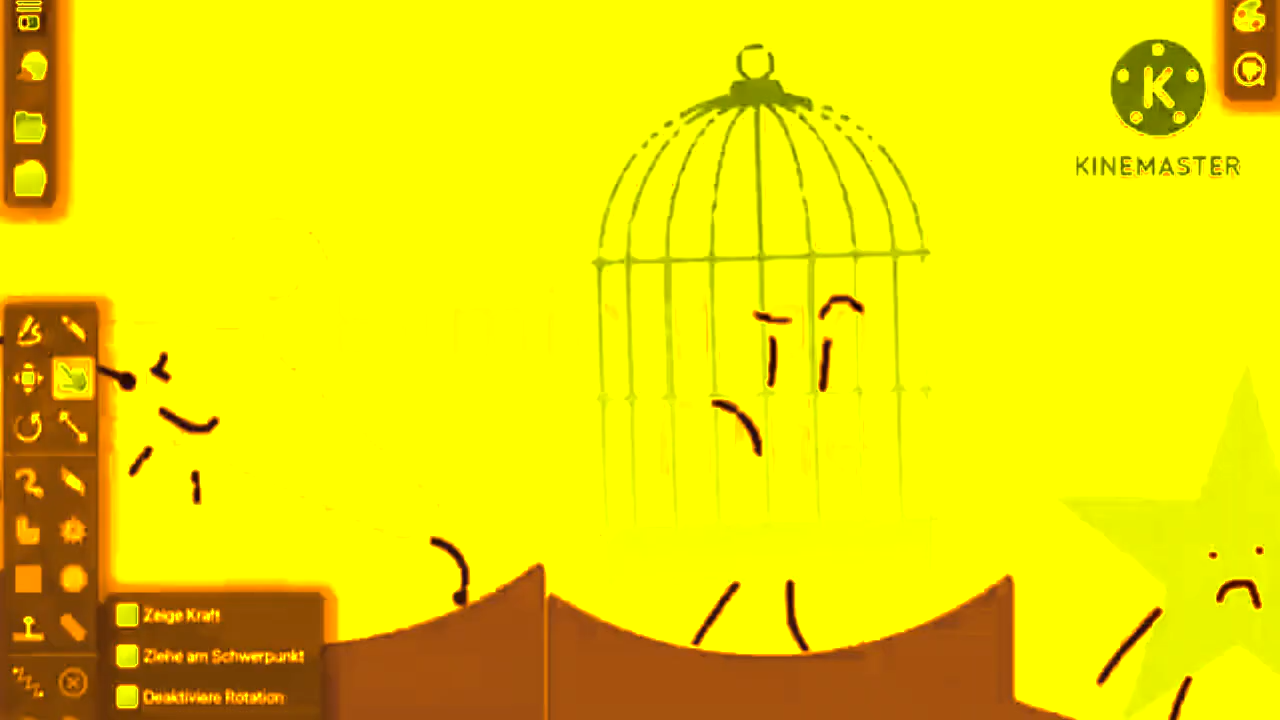 K
KINEMASTER
Zeige Kraft
Ziehe am Schwerpunkt
Deaktiviere Rotation